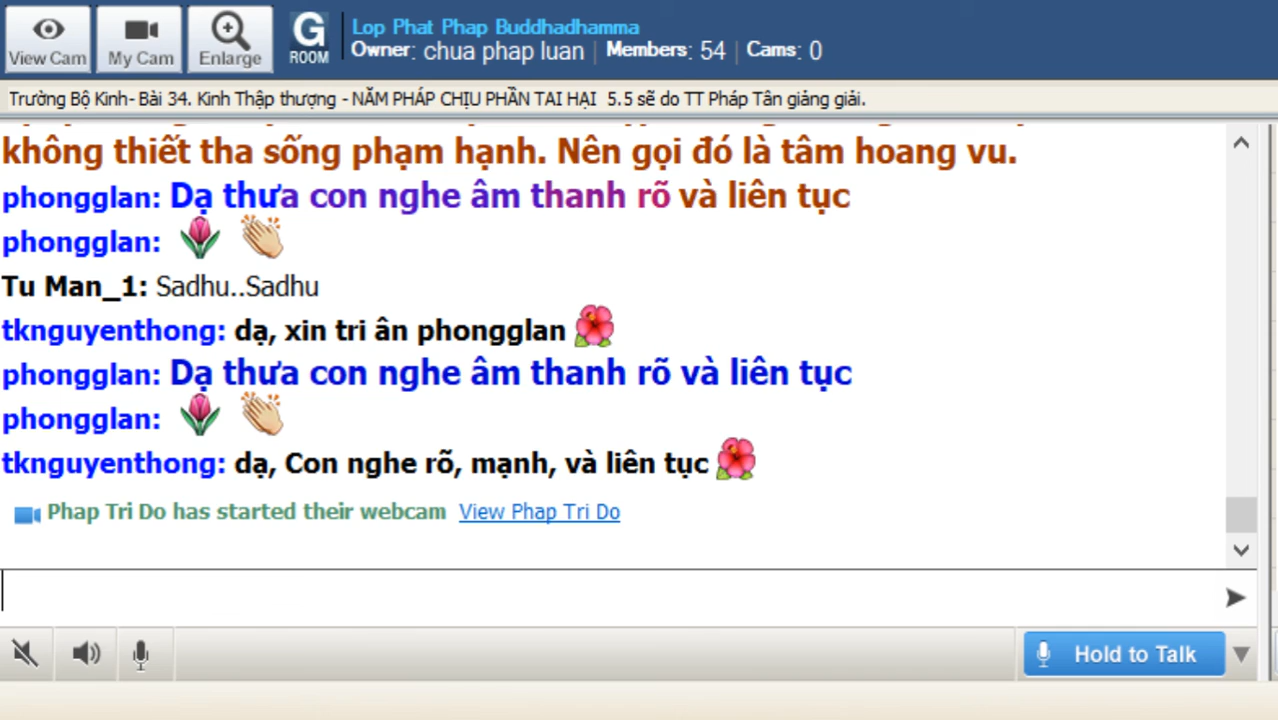 View Cam
My Cam
Enlarge
G
ROOM
Lop Phat Phap Buddhadhamma
Owner: chua phap luan | Members: 54 | Cams: 0
Trường Bộ Kinh- Bài 34. Kinh Thập thượng - NĂM PHÁP CHỊU PHẦN TAI HẠI 5.5 sẽ do TT Pháp Tân giảng giải.
không thiết tha sống phạm hạnh. Nên gọi đó là tâm hoang vu.
phongglan: Dạ thưa con nghe âm thanh rõ và liên tục
phongglan:
Tu Man_1: Sadhu..Sadhu
tknguyenthong: dạ, xin tri ân phongglan
phongglan: Dạ thưa con nghe âm thanh rõ và liên tục
phongglan:
tknguyenthong: dạ, Con nghe rõ, mạnh, và liên tục
Phap Tri Do has started their webcam View Phap Tri Do
Hold to Talk